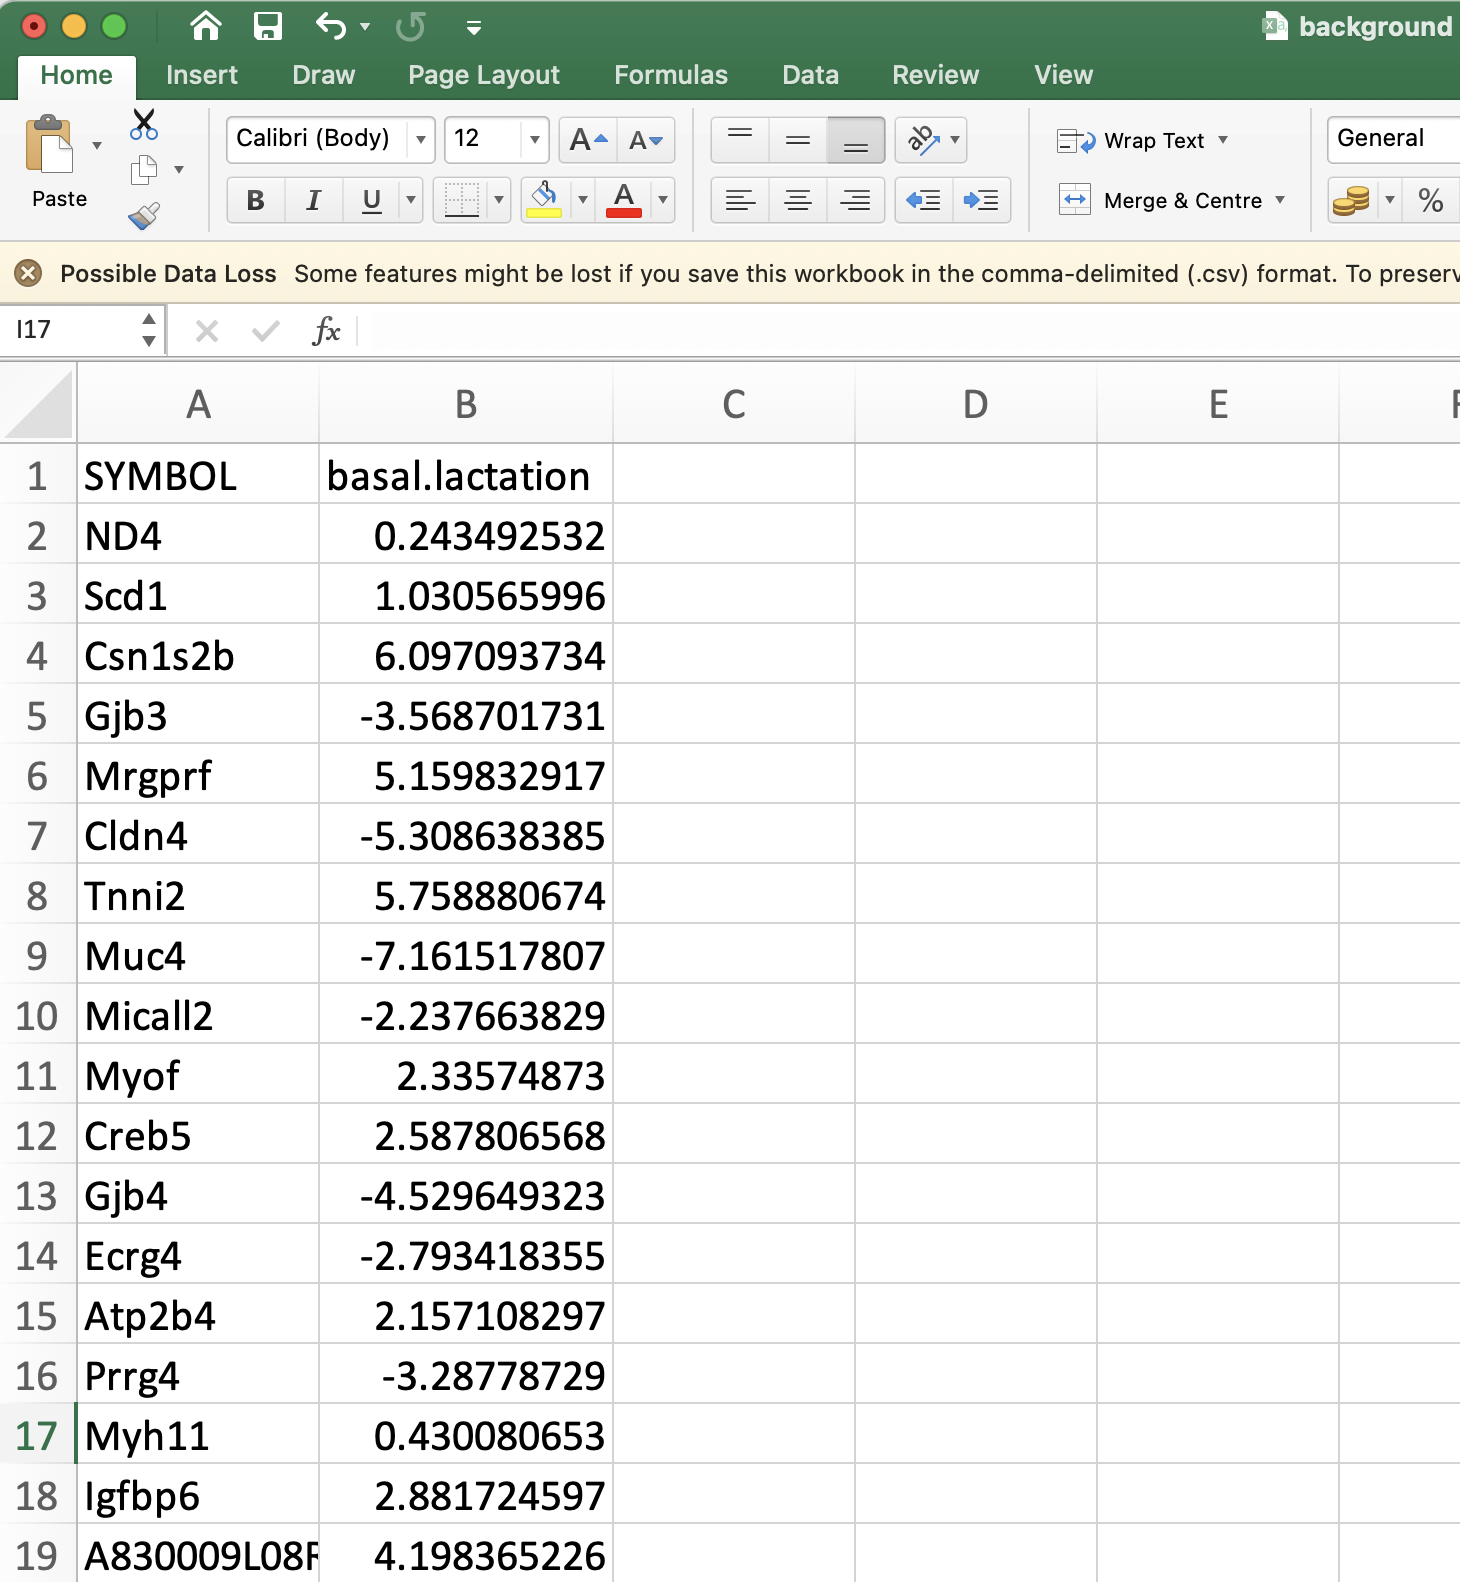 background
Home Insert Draw Page Layout Formulas Data Review View
Calibri (Body) 12 A A ab Wrap Text General
Paste B I U A Merge & Centre %
Possible Data Loss Some features might be lost if you save this workbook in the comma-delimited (.csv) format. To
I17 fx
A B C D E
1 SYMBOL basal.lactation
2 ND4 0.243492532
3 Scd1 1.030565996
4 Csn1s2b 6.097093734
5 Gjb3 -3.568701731
6 Mrgprf 5.159832917
7 Cldn4 -5.308638385
8 Tnni2 5.758880674
9 Muc4 -7.161517807
10 Micall2 -2.237663829
11 Myof 2.33574873
12 Creb5 2.587806568
13 Gjb4 -4.529649323
14 Ecrg4 -2.793418355
15 Atp2b4 2.157108297
16 Prrg4 -3.28778729
17 Myh11 0.430080653
18 Igfbp6 2.881724597
19 A830009L08R 4.198365226